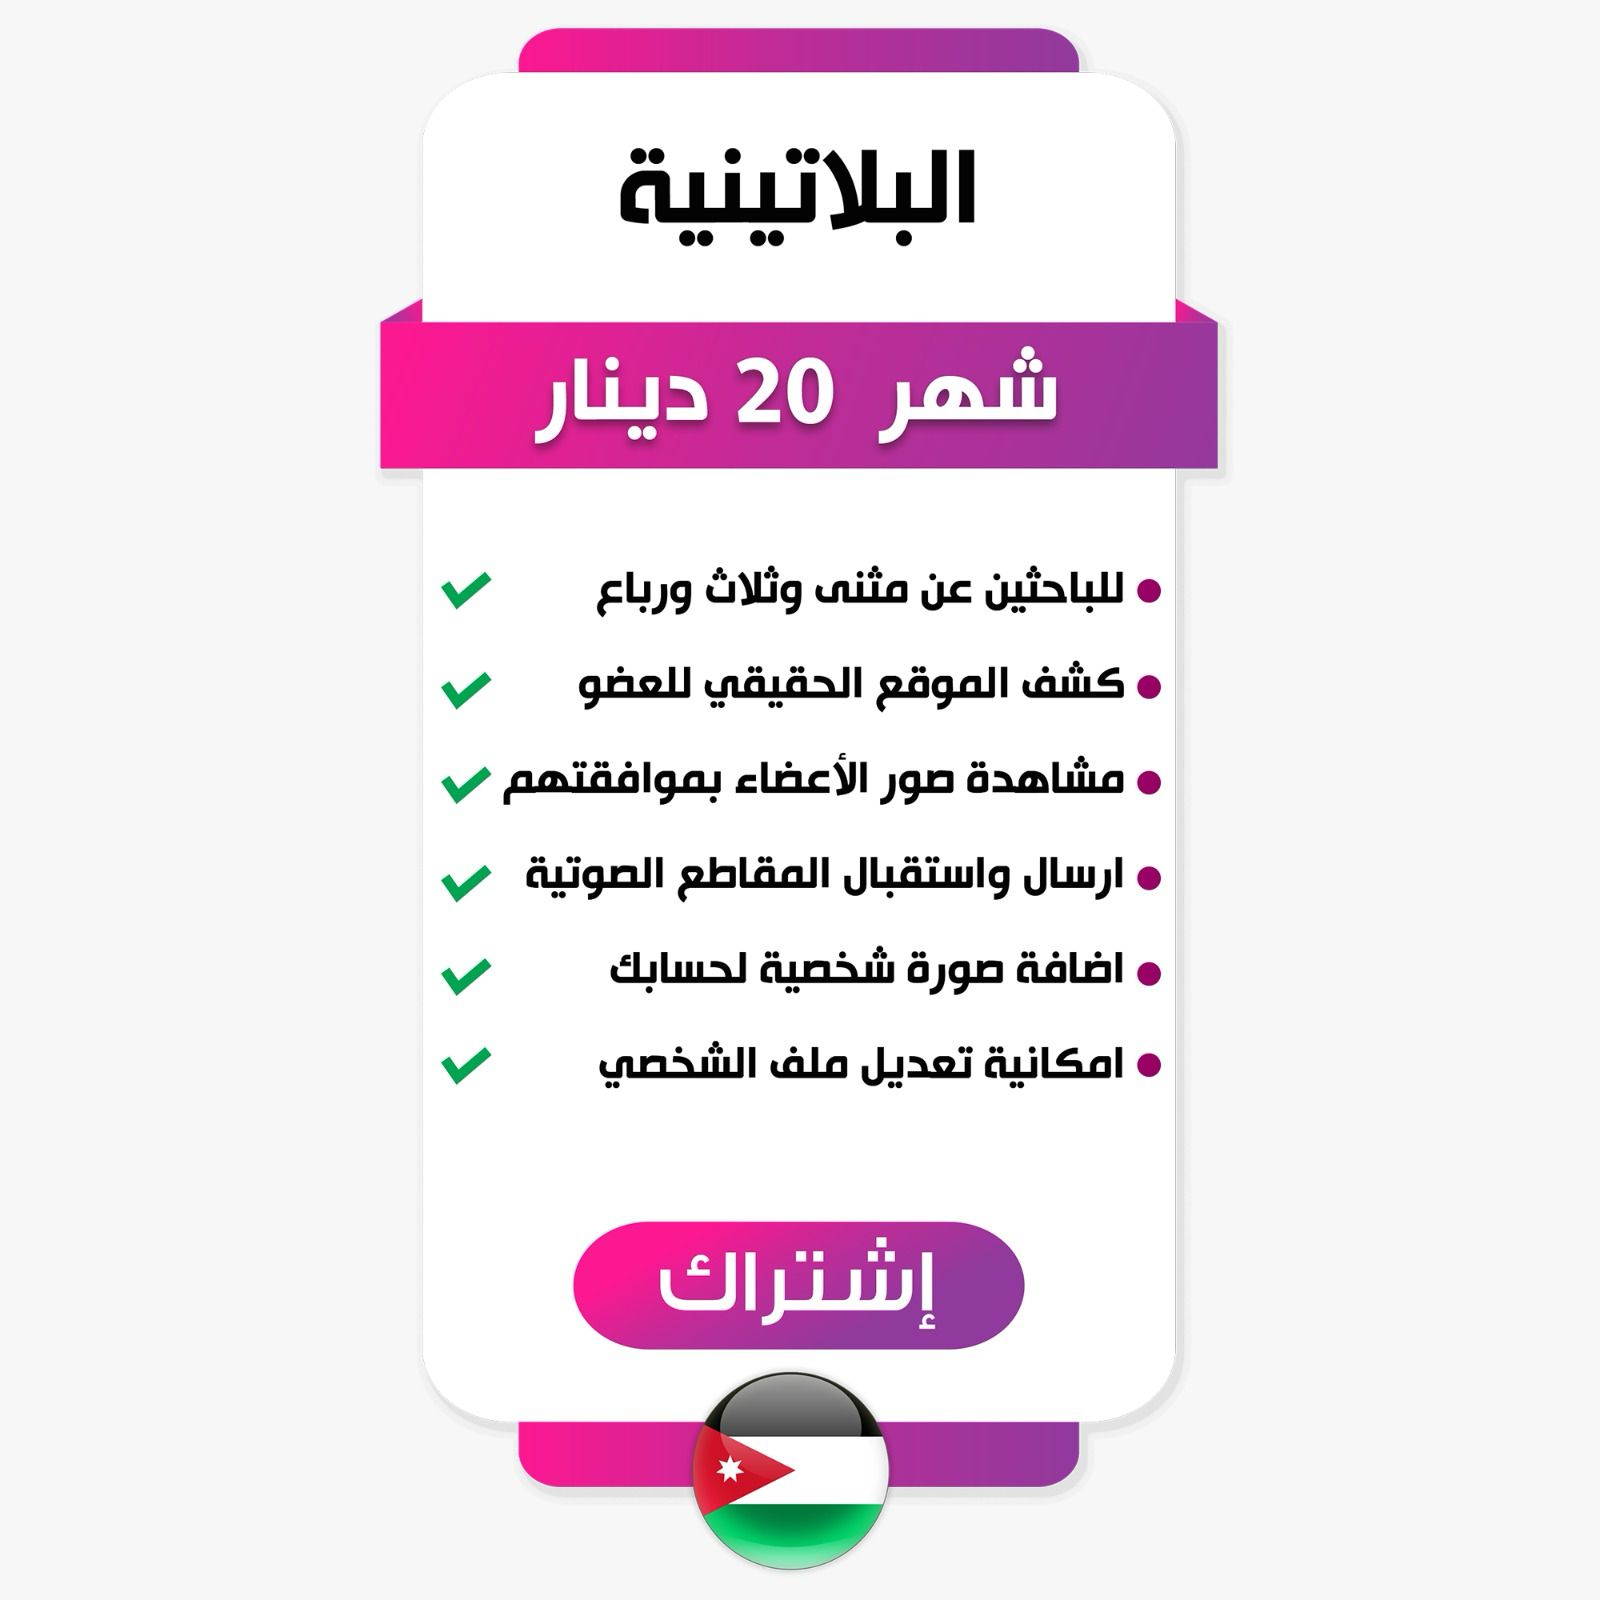 البلاتينية
شهر 20 دينار
للباحثين عن مثنى وثلاث ورباع
كشف الموقع الحقيقي للعضو
مشاهدة صور الأعضاء بموافقتهم
ارسال واستقبال المقاطع الصوتية
اضافة صورة شخصية لحسابك
امكانية تعديل ملف الشخصي
إشتراك